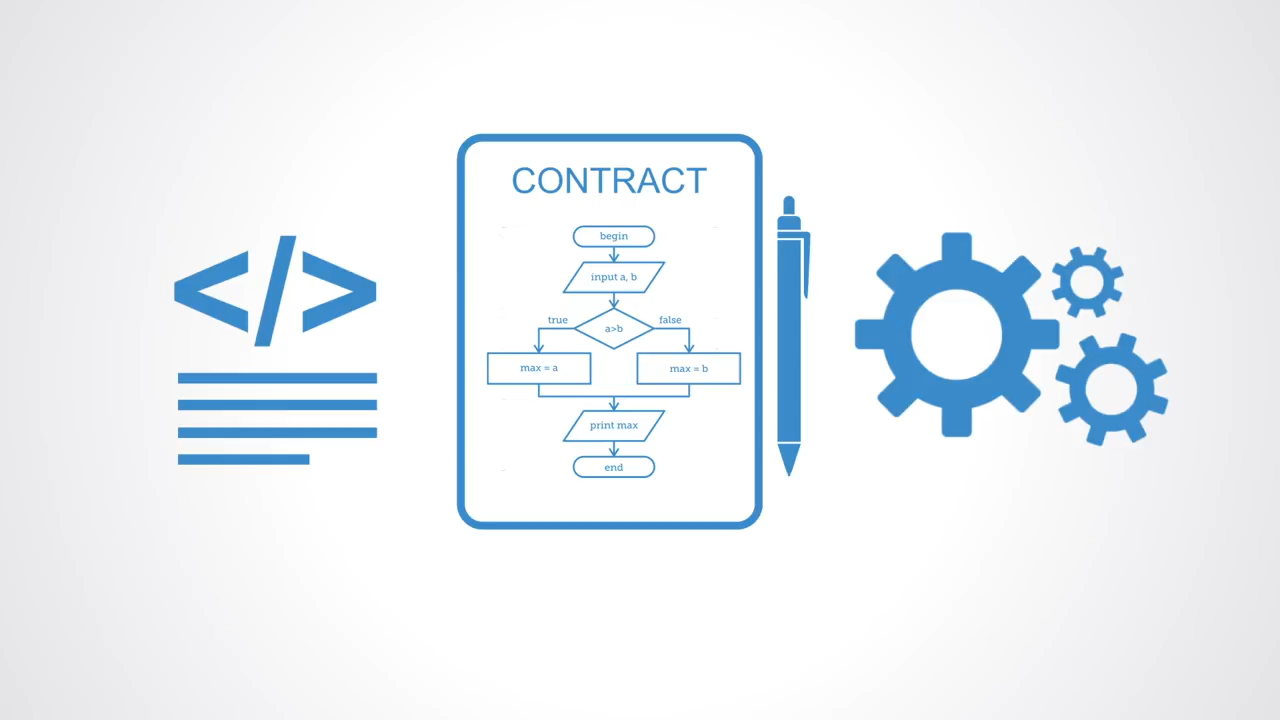 </>
CONTRACT
begin
input a, b
true
false
a>b
max = a
max = b
print max
end